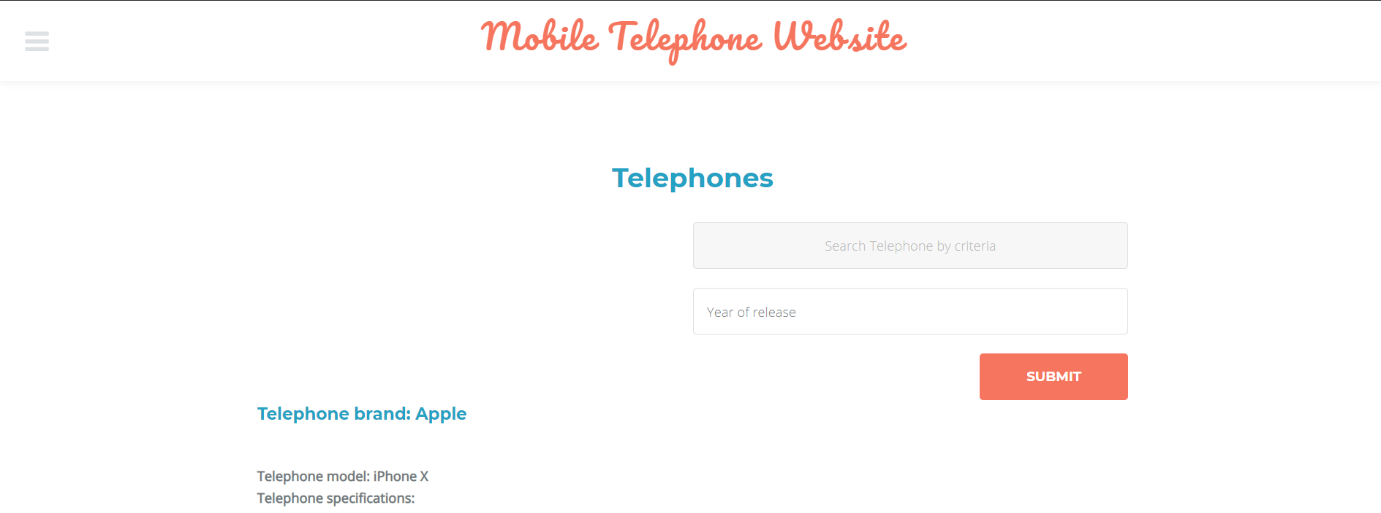 Mobile Telephone Website
Telephones
Search Telephone by criteria
Year of release
SUBMIT
Telephone brand: Apple
Telephone model: iPhone X
Telephone specifications: